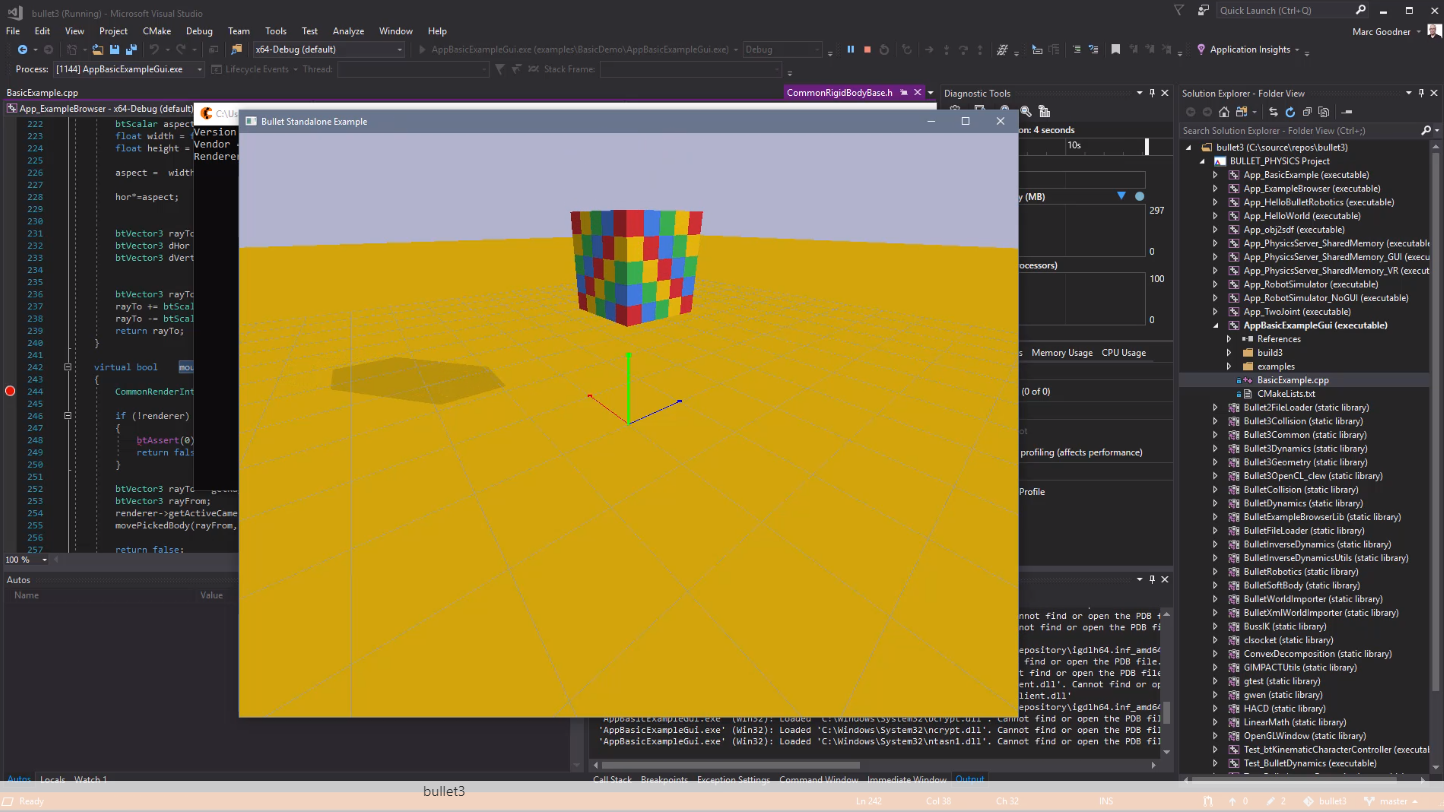 bullet3 (Running) - Microsoft Visual Studio
Quick Launch (Ctrl+Q)
File Edit View Project CMake Debug Team Tools Test Analyze Window Help
Marc Goodner
x64-Debug (default)
AppBasicExampleGui.exe (examples\BasicDemo\AppBasicExampleGui.exe)
Debug
Application Insights
Process: [1144] AppBasicExampleGui.exe
Lifecycle Events
Thread:
Stack Frame:
BasicExample.cpp
CommonRigidBodyBase.h
App_ExampleBrowser - x64-Debug (default)
C:\Us
Version
Vendor
Renderer
222 btScalar aspect
223 float width = f
224 float height =
225
226 aspect = width
227
228 hor*=aspect;
229
230
231 btVector3 rayTo
232 btVector3 dHor
233 btVector3 dVert
234
235
236 btVector3 rayTo
237 rayTo += btScal
238 rayTo -= btScal
239 return rayTo;
240 }
241
242 virtual bool mou
243 {
244 CommonRenderInt
245
246 if (!renderer)
247 {
248 btAssert(0)
249 return fals
250 }
251
252 btVector3 rayTo
253 btVector3 rayFrom;
254 renderer->getActiveCame
255 movePickedBody(rayFrom,
256
257 return false;
100 %
Bullet Standalone Example
Diagnostic Tools
on: 4 seconds
10s
y (MB)
297
0
ocessors)
100
0
s Memory Usage CPU Usage
(0 of 0)
ot
profiling (affects performance)
Profile
Solution Explorer - Folder View
Search Solution Explorer - Folder View (Ctrl+;)
bullet3 (C:\source\repos\bullet3)
BULLET_PHYSICS Project
App_BasicExample (executable)
App_ExampleBrowser (executable)
App_HelloBulletRobotics (executable)
App_HelloWorld (executable)
App_obj2sdf (executable)
App_PhysicsServer_SharedMemory (executable
App_PhysicsServer_SharedMemory_GUI (execut
App_PhysicsServer_SharedMemory_VR (executa
App_RobotSimulator (executable)
App_RobotSimulator_NoGUI (executable)
App_TwoJoint (executable)
AppBasicExampleGui (executable)
References
build3
examples
BasicExample.cpp
CMakeLists.txt
Bullet2FileLoader (static library)
Bullet3Collision (static library)
Bullet3Common (static library)
Bullet3Dynamics (static library)
Bullet3Geometry (static library)
Bullet3OpenCL_clew (static library)
BulletCollision (static library)
BulletDynamics (static library)
BulletExampleBrowserLib (static library)
BulletFileLoader (static library)
BulletInverseDynamics (static library)
BulletInverseDynamicsUtils (static library)
BulletRobotics (static library)
BulletSoftBody (static library)
BulletWorldImporter (static library)
BulletXmlWorldImporter (static library)
BussIK (static library)
clsocket (static library)
ConvexDecomposition (static library)
GIMPACTUtils (static library)
gtest (static library)
gwen (static library)
HACD (static library)
LinearMath (static library)
OpenGLWindow (static library)
Test_btKinematicCharacterController (executable
Test_BulletDynamics (executable)
Autos
Name Value
nnot find or open the PDB fi
nnot find or open the PDB fi
pository\igdlh64.inf_amd64
find or open the PDB file.
ent.dll'. Cannot find or op
lient.dll'
pository\igdlh64.inf_amd64
'AppBasicExampleGui.exe' (Win32): Loaded 'C:\Windows\System32\bcrypt.dll'. Cannot find or open the PDB fi
'AppBasicExampleGui.exe' (Win32): Loaded 'C:\Windows\System32\ncrypt.dll'. Cannot find or open the PDB fi
'AppBasicExampleGui.exe' (Win32): Loaded 'C:\Windows\System32\ntasn1.dll'. Cannot find or open the PDB fi
Autos Locals Watch 1
Call Stack Breakpoints Exception Settings Command Window Immediate Window Output
bullet3
Ready
Ln 242 Col 38 Ch 32 INS
0 2 bullet3 master